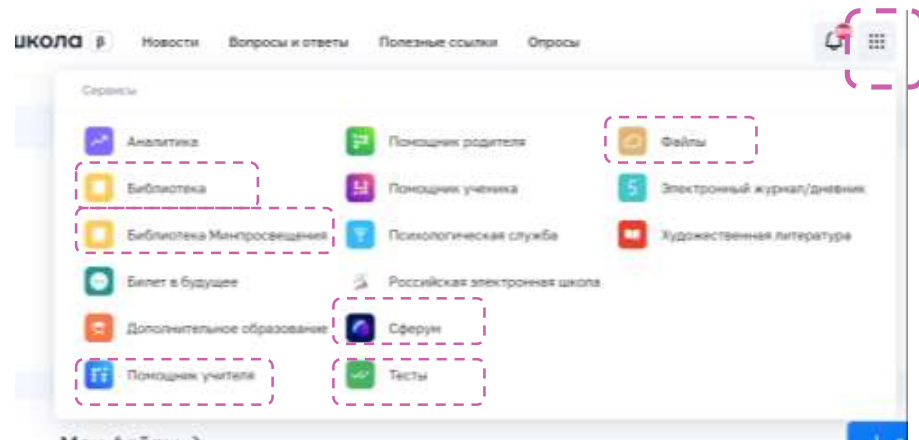 школа β Новости Вопросы и ответы Полезные ссылки Опросы
Сервисы
Аналитика Помощник родителя Файлы
Библиотека Помощник ученика Электронный журнал/дневник
Библиотека Минпросвещения Психологическая служба Художественная литература
Билет в будущее Российская электронная школа
Дополнительное образование Сферум
Помощник учителя Тесты